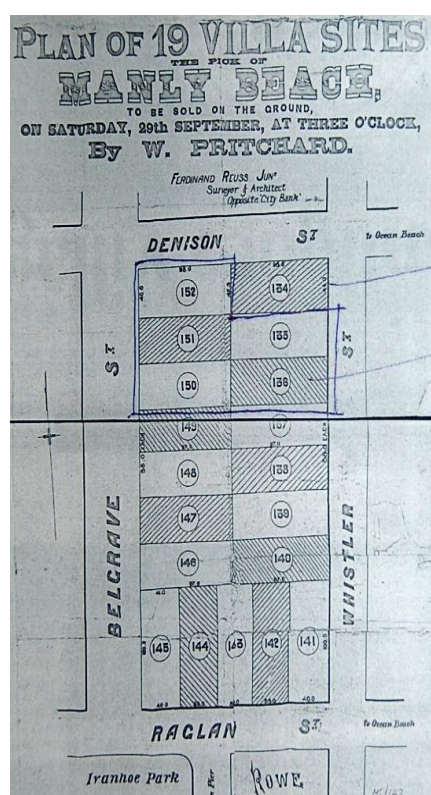 PLAN OF 19 VILLA SITES
THE PICK OF
MANLY BEACH,
TO BE SOLD ON THE GROUND,
ON SATURDAY, 29th SEPTEMBER, AT THREE O'CLOCK,
By W. PRITCHARD.
FERDINAND REUSS JUNR
Surveyor & Architect
Opposite City Bank
DENISON ST
to Ocean Beach
152 134
151 135
150 136
ST ST
149 137
148 138
147 139
146 140
BELGRAVE WHISTLER
145 144 143 142 141
RAGLAN ST
to Ocean Beach
Ivanhoe Park
Pier
ROWE